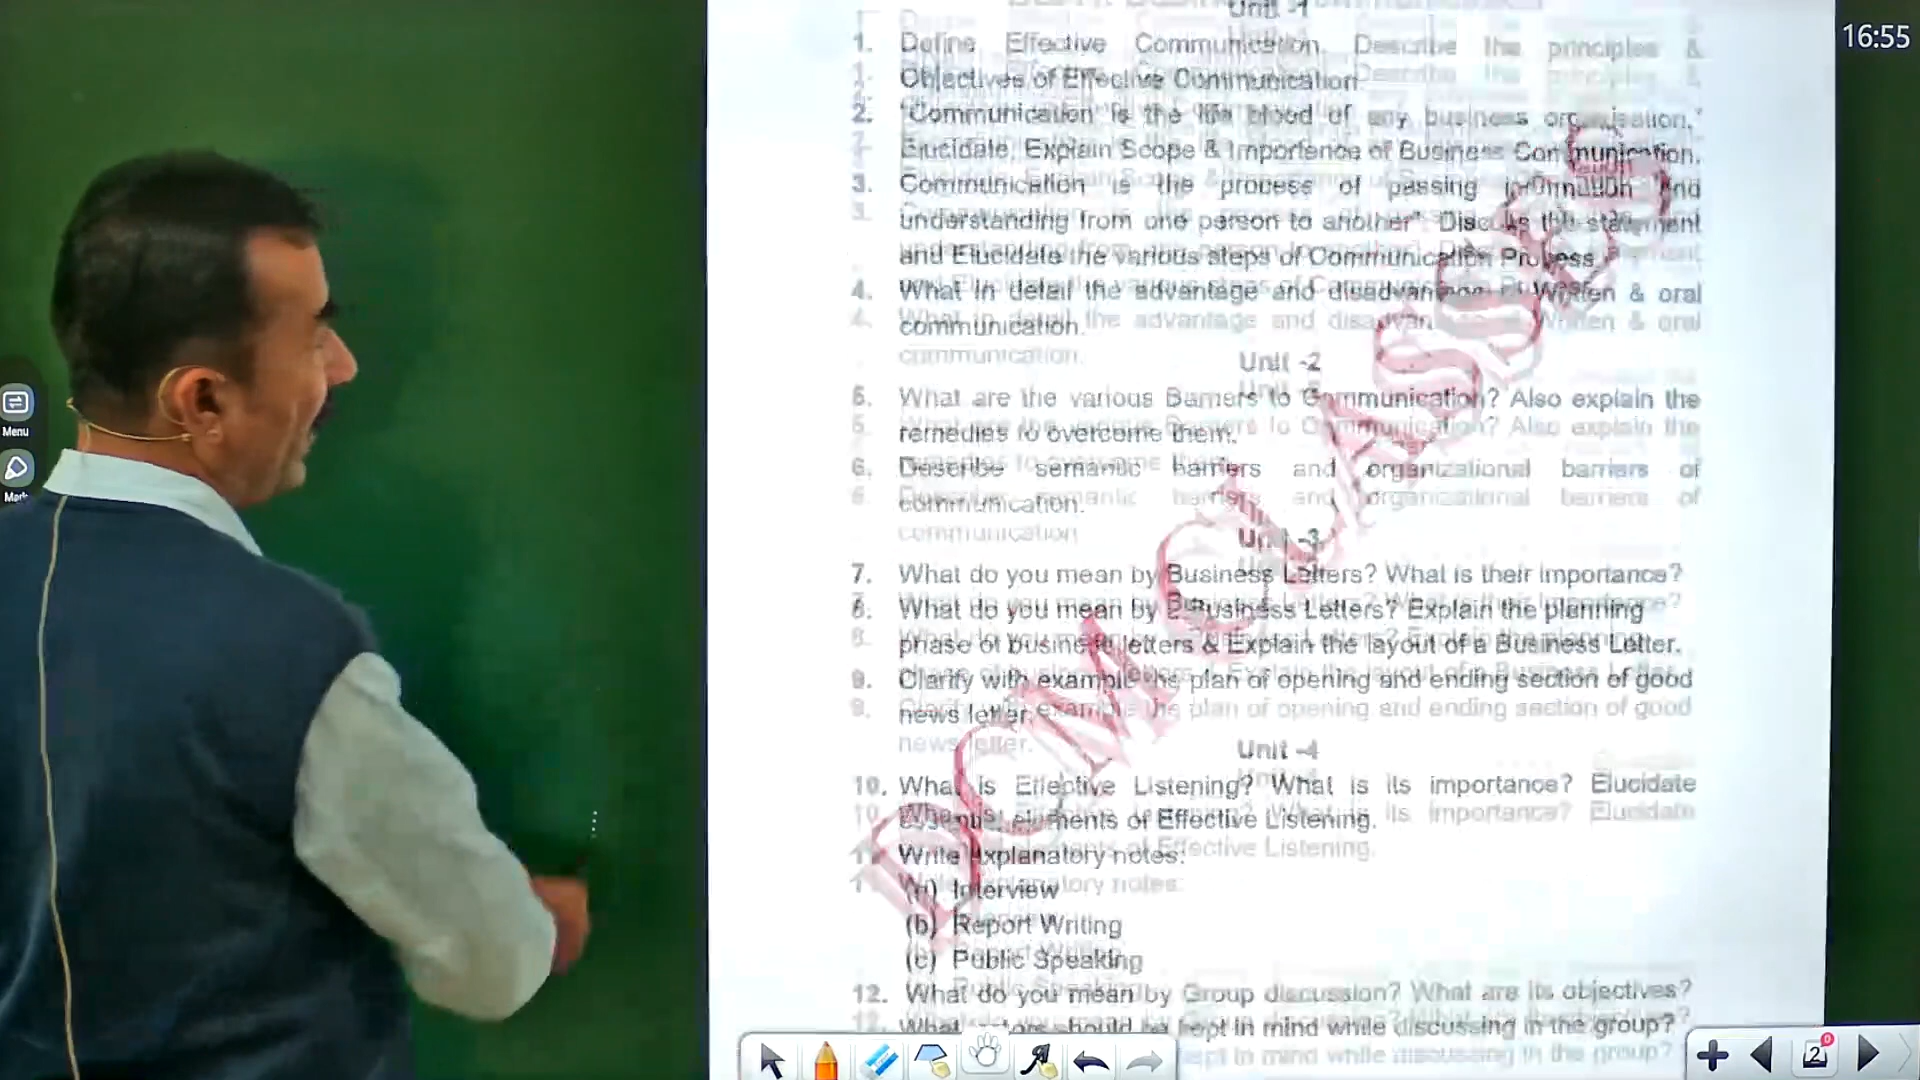 Unit -1
16:55
1. Define Effective Communication. Describe the principles &
Objectives of Effective Communication.
2. "Communication is the life blood of any business organisation."
Elucidate, Explain Scope & Importence of Business Communication.
3. Communication is the process of passing information and
understanding from one person to another" Discuss the statement
and Elucidate the various steps of Communication Process
4. What in detail the advantage and disadvantage of Written & oral
communication.
Unit -2
5. What are the various Barriers to Communication? Also explain the
remedies to overcome them.
6. Describe semantic barriers and organizational barriers of
communication.
Unit -3
7. What do you mean by Business Letters? What is their importance?
8. What do you mean by Business Letters? Explain the planning
phase of business letters & Explain the layout of a Business Letter.
9. Clarify with example the plan of opening and ending section of good
news letter.
Unit -4
10. What is Effective Listening? What is its importance? Elucidate
elements of Effective Listening.
11. Write Explanatory notes:
(a) Interview
(b) Report Writing
(c) Public Speaking
12. What do you mean by Group discussion? What are its objectives?
What should be kept in mind while discussing in the group?
DCM CLASSES
Menu
Mark
2
0